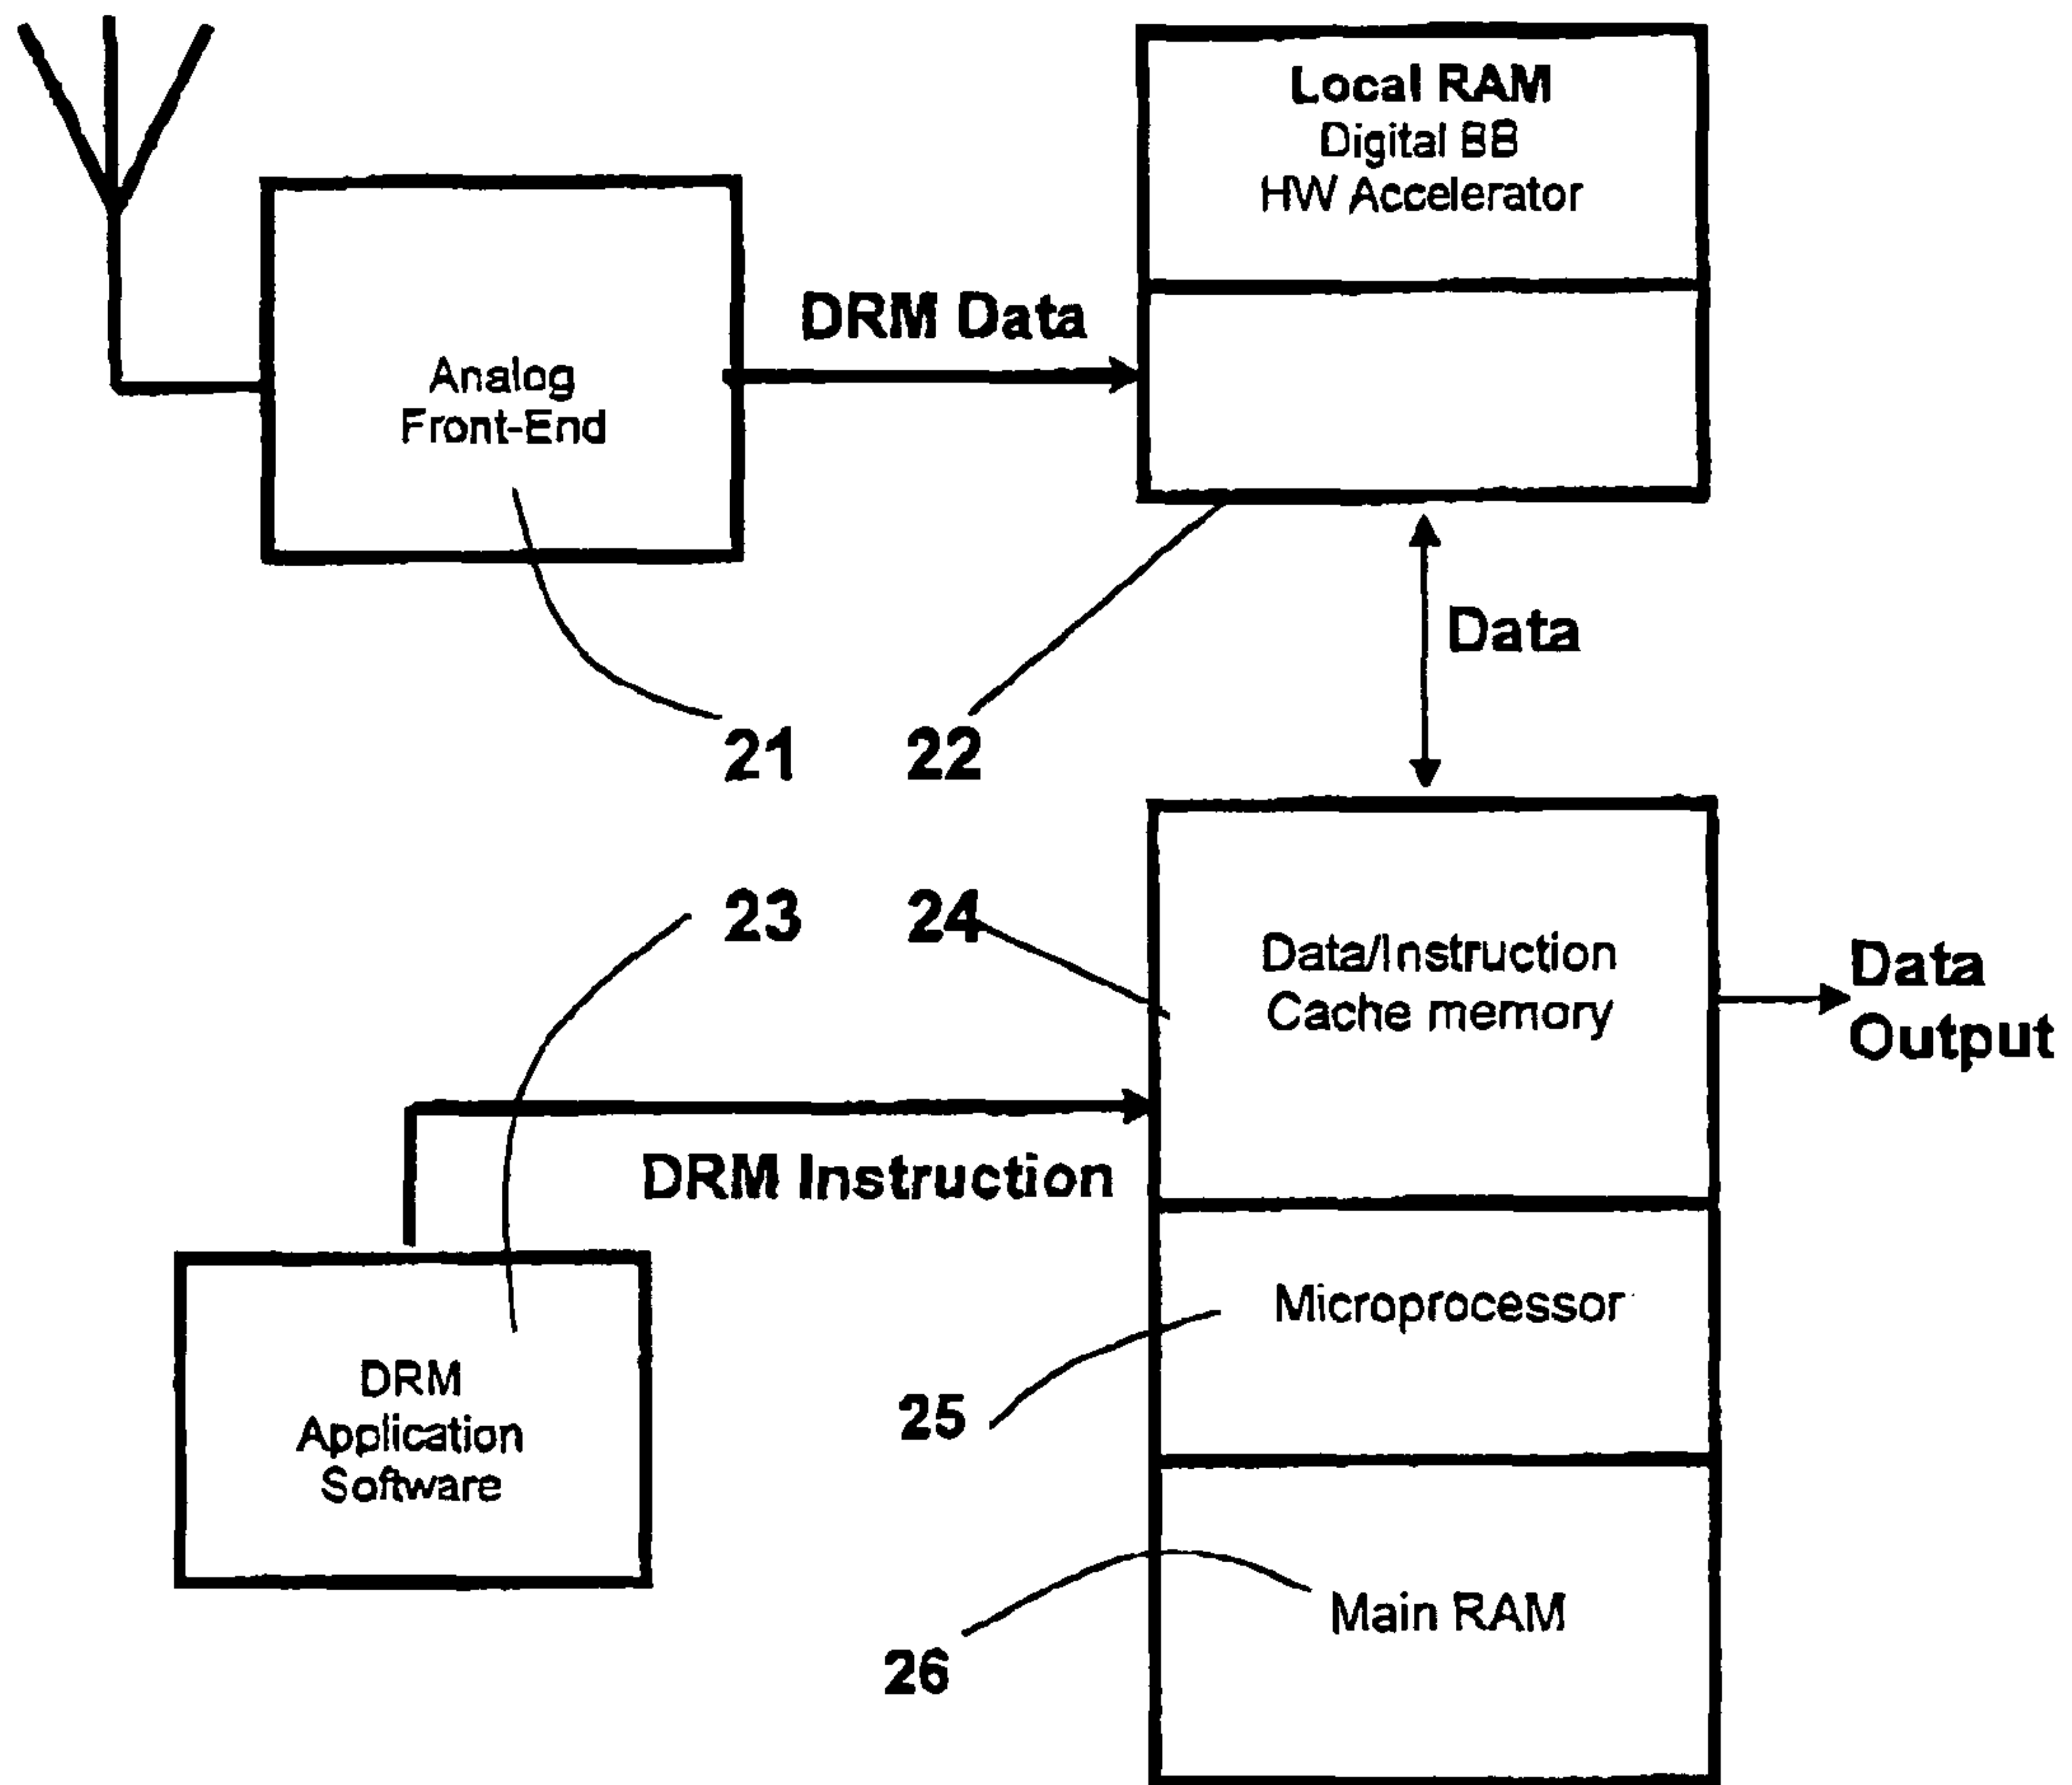 Local RAM
Digital BB
HW Accelerator
DRM Data
Analog
Front-End
Data
21
22
23
24
Data/Instruction
Cache memory
Data
Output
DRM Instruction
Microprocessor
DRM
Application
Software
25
Main RAM
26